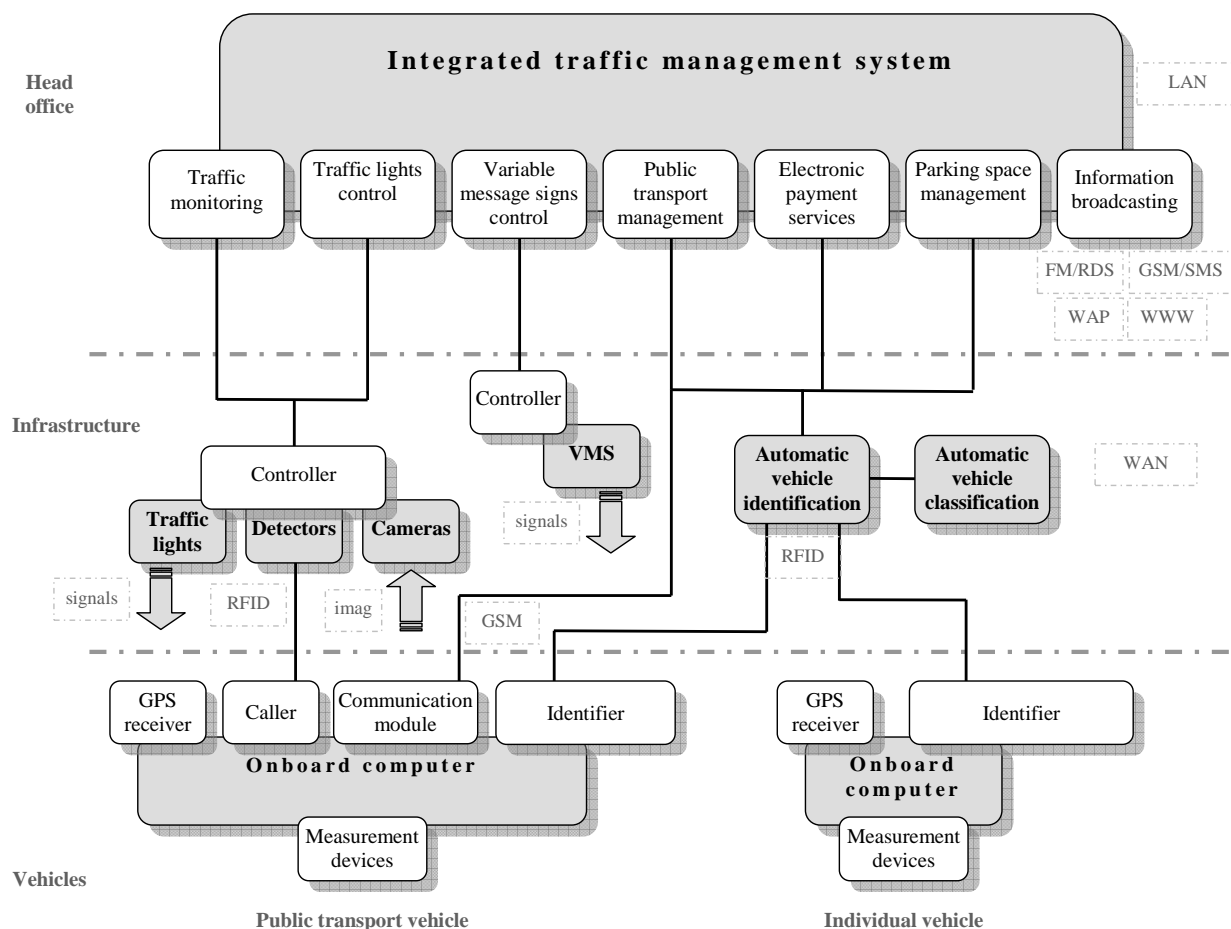 Integrated traffic management system
Head
office
LAN
Traffic
monitoring
Traffic lights
control
Variable
message signs
control
Public
transport
management
Electronic
payment
services
Parking space
management
Information
broadcasting
FM/RDS
GSM/SMS
WAP
WWW
Infrastructure
Controller
VMS
signals
Controller
Traffic
lights
Detectors
Cameras
signals
RFID
imag
GSM
Automatic
vehicle
identification
Automatic
vehicle
classification
WAN
RFID
GPS
receiver
Caller
Communication
module
Identifier
Onboard computer
Measurement
devices
GPS
receiver
Identifier
Onboard
computer
Measurement
devices
Vehicles
Public transport vehicle
Individual vehicle